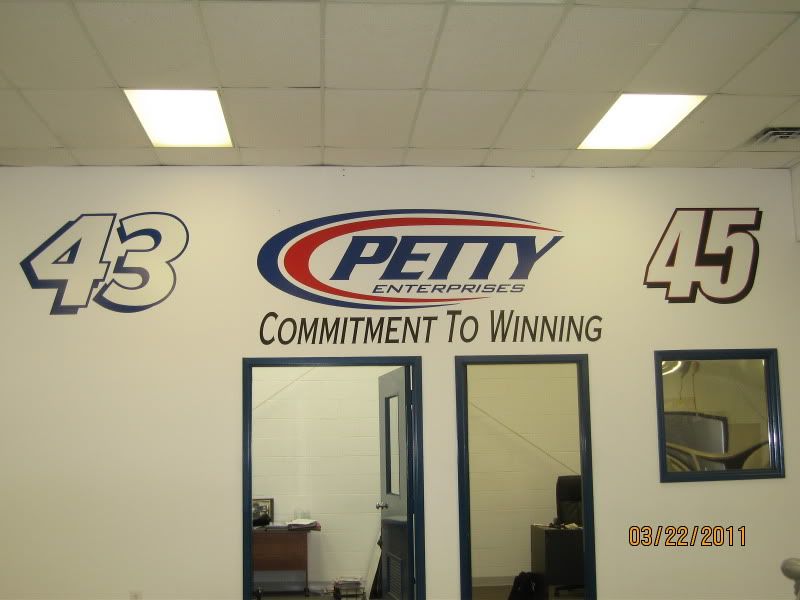 43
PETTY
ENTERPRISES
45
COMMITMENT TO WINNING
03/22/2011